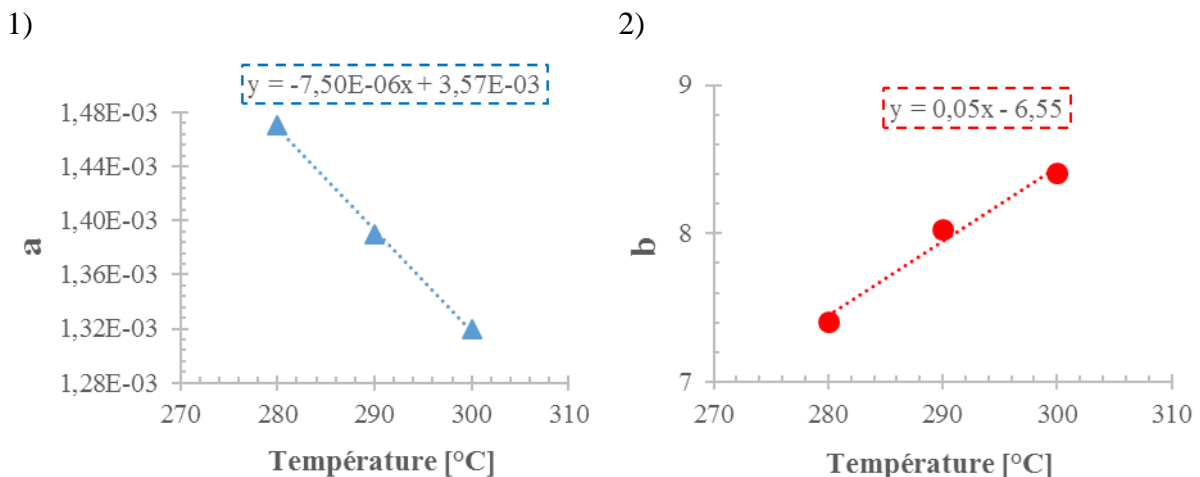 1)
y = -7,50E-06x + 3,57E-03
1,48E-03
1,44E-03
1,40E-03
1,36E-03
1,32E-03
1,28E-03
a
270 280 290 300 310
Température [°C]
2)
y = 0,05x - 6,55
9
8
7
b
270 280 290 300 310
Température [°C]